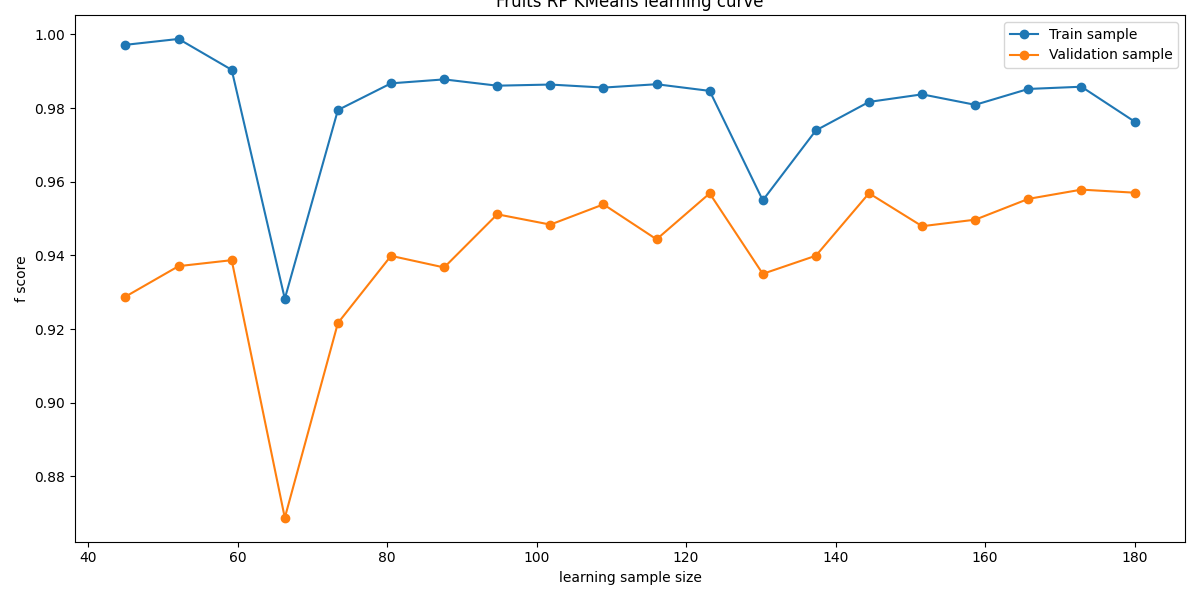 Fruits RP KMeans learning curve
Train sample
Validation sample
1.00
0.98
0.96
0.94
0.92
0.90
0.88
f score
40 60 80 100 120 140 160 180
learning sample size